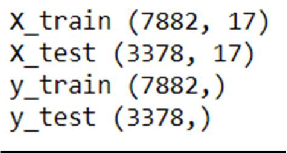 X_train (7882, 17)
X_test (3378, 17)
y_train (7882,)
y_test (3378,)